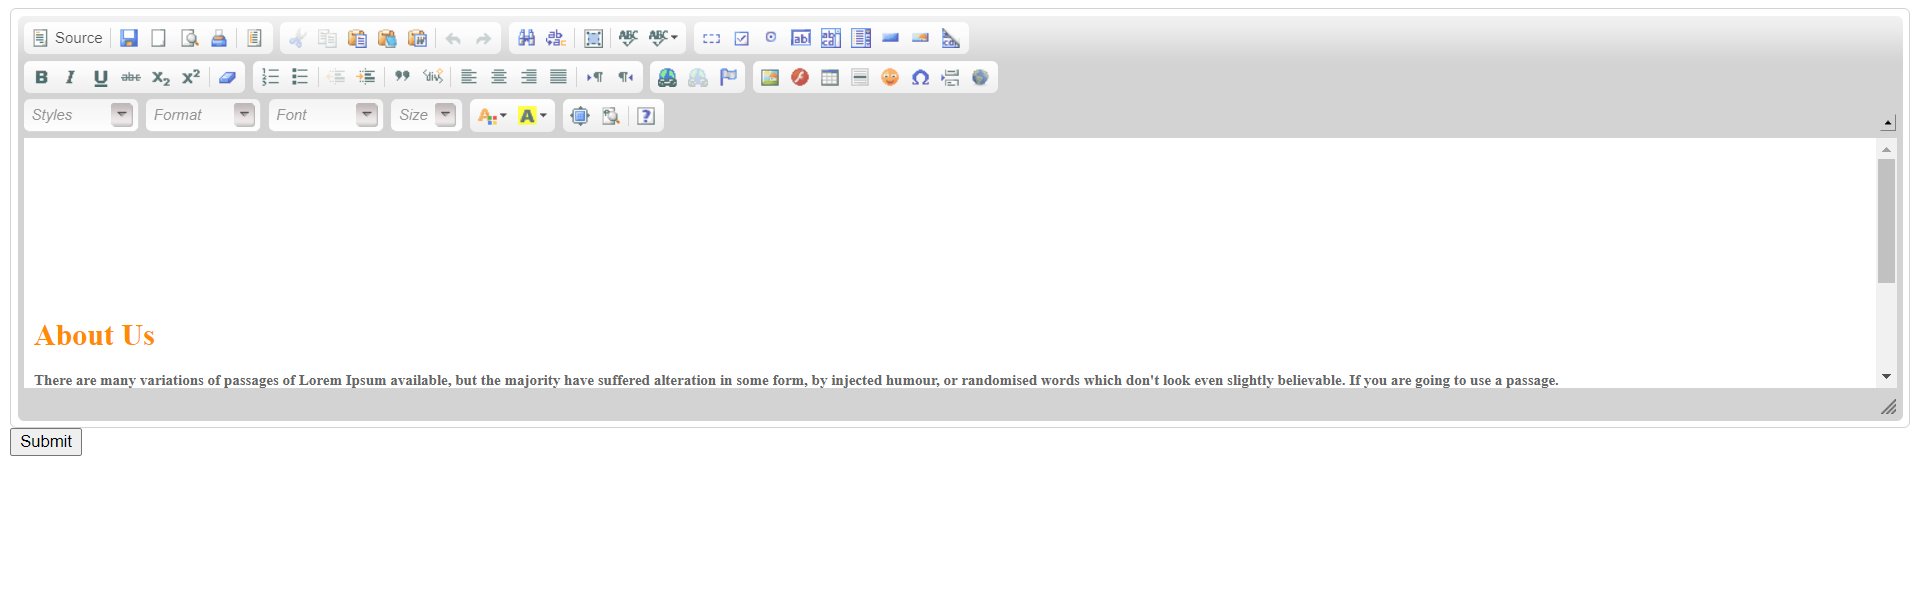 Source
Styles Format Font Size
About Us
There are many variations of passages of Lorem Ipsum available, but the majority have suffered alteration in some form, by injected humour, or randomised words which don't look even slightly believable. If you are going to use a passage.
Submit